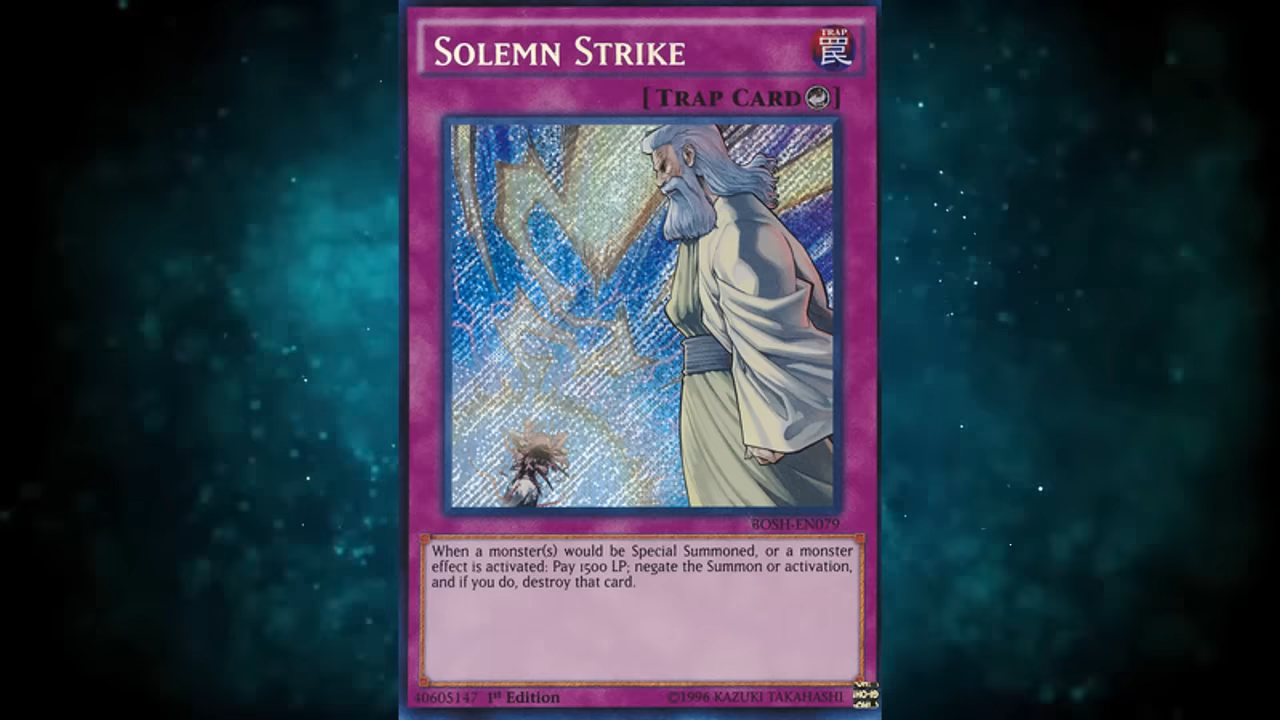 SOLEMN STRIKE
TRAP
罠
[TRAP CARD]
BOSH-EN079
When a monster(s) would be Special Summoned, or a monster
effect is activated: Pay 1500 LP; negate the Summon or activation,
and if you do, destroy that card.
40605147 1st Edition
©1996 KAZUKI TAKAHASHI